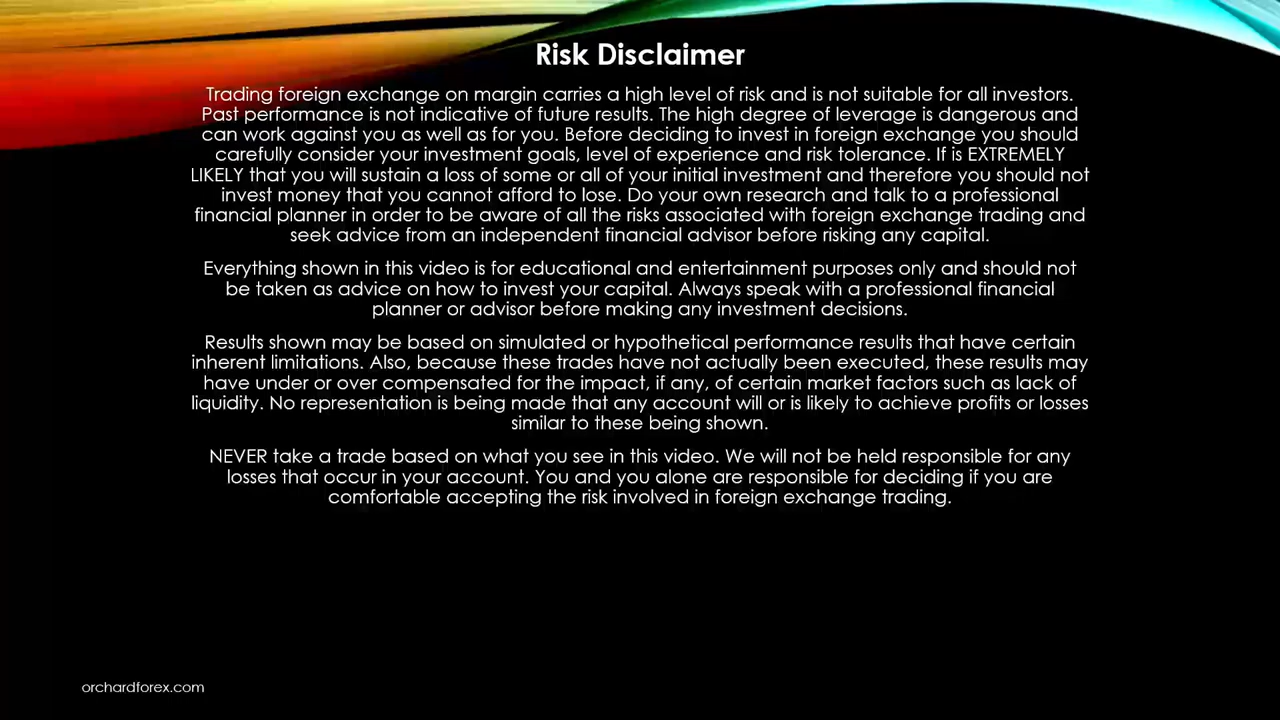 Risk Disclaimer
Trading foreign exchange on margin carries a high level of risk and is not suitable for all investors.
Past performance is not indicative of future results. The high degree of leverage is dangerous and
can work against you as well as for you. Before deciding to invest in foreign exchange you should
carefully consider your investment goals, level of experience and risk tolerance. If is EXTREMELY
LIKELY that you will sustain a loss of some or all of your initial investment and therefore you should not
invest money that you cannot afford to lose. Do your own research and talk to a professional
financial planner in order to be aware of all the risks associated with foreign exchange trading and
seek advice from an independent financial advisor before risking any capital.
Everything shown in this video is for educational and entertainment purposes only and should not
be taken as advice on how to invest your capital. Always speak with a professional financial
planner or advisor before making any investment decisions.
Results shown may be based on simulated or hypothetical performance results that have certain
inherent limitations. Also, because these trades have not actually been executed, these results may
have under or over compensated for the impact, if any, of certain market factors such as lack of
liquidity. No representation is being made that any account will or is likely to achieve profits or losses
similar to these being shown.
NEVER take a trade based on what you see in this video. We will not be held responsible for any
losses that occur in your account. You and you alone are responsible for deciding if you are
comfortable accepting the risk involved in foreign exchange trading.
orchardforex.com